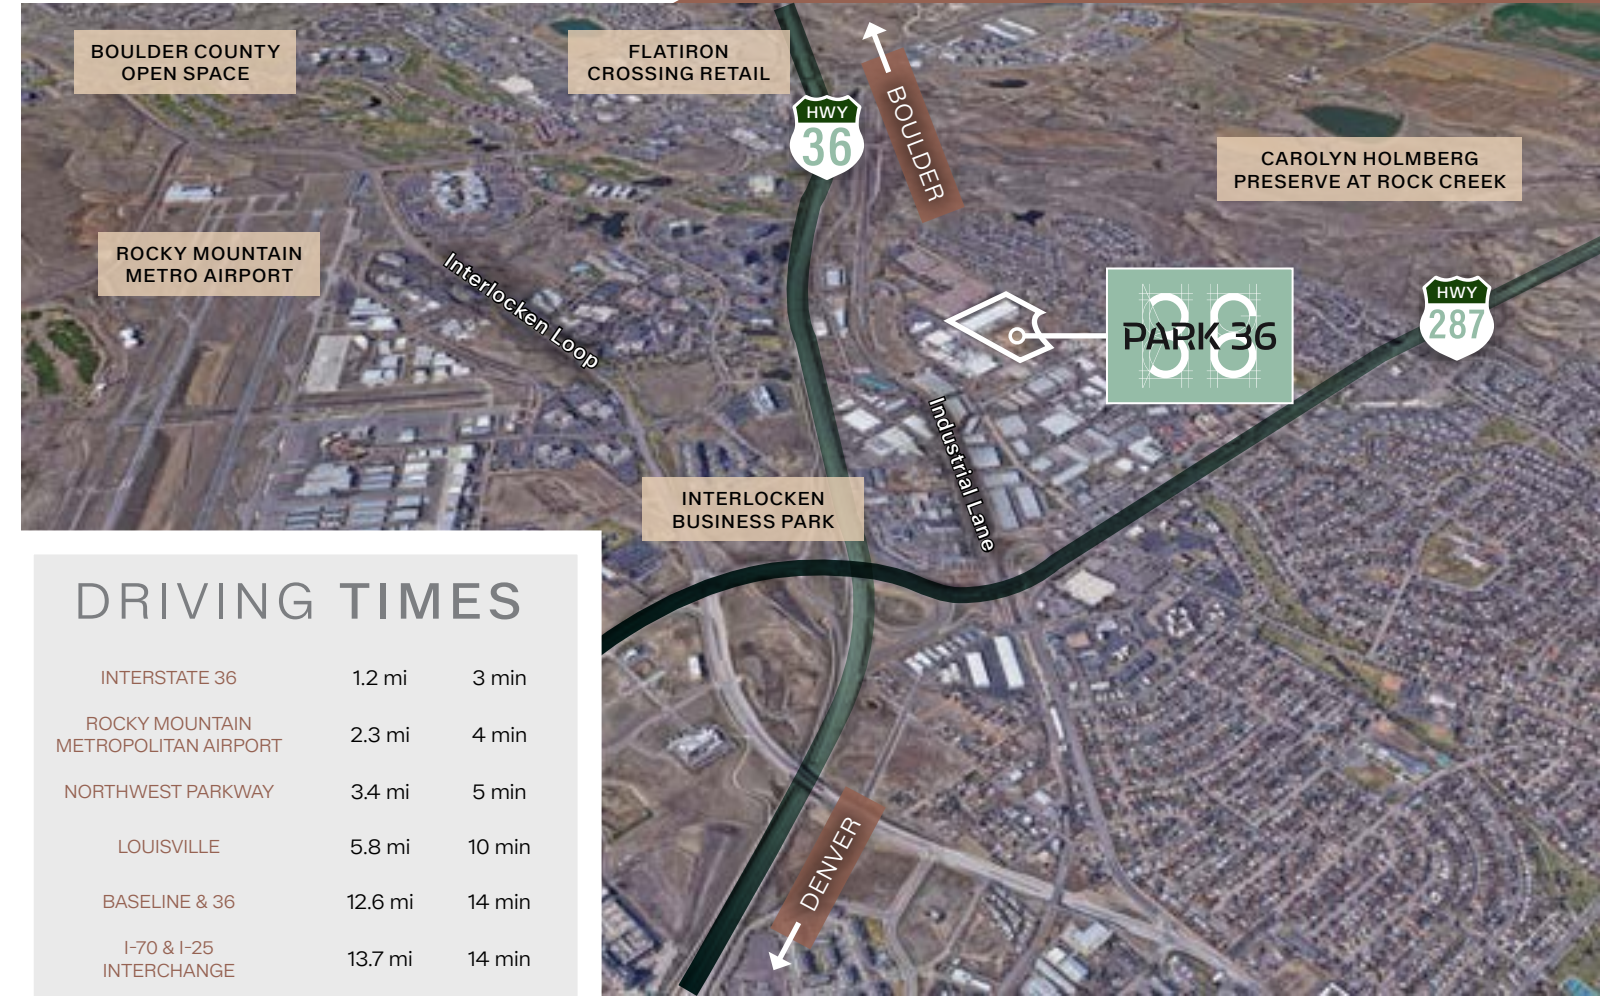 BOULDER COUNTY
OPEN SPACE
FLATIRON
CROSSING RETAIL
HWY
36
BOULDER
CAROLYN HOLMBERG
PRESERVE AT ROCK CREEK
ROCKY MOUNTAIN
METRO AIRPORT
Interlocken Loop
36
PARK 36
HWY
287
Industrial Lane
INTERLOCKEN
BUSINESS PARK
DENVER
DRIVING TIMES
INTERSTATE 36 1.2 mi 3 min
ROCKY MOUNTAIN
METROPOLITAN AIRPORT 2.3 mi 4 min
NORTHWEST PARKWAY 3.4 mi 5 min
LOUISVILLE 5.8 mi 10 min
BASELINE & 36 12.6 mi 14 min
I-70 & I-25
INTERCHANGE 13.7 mi 14 min